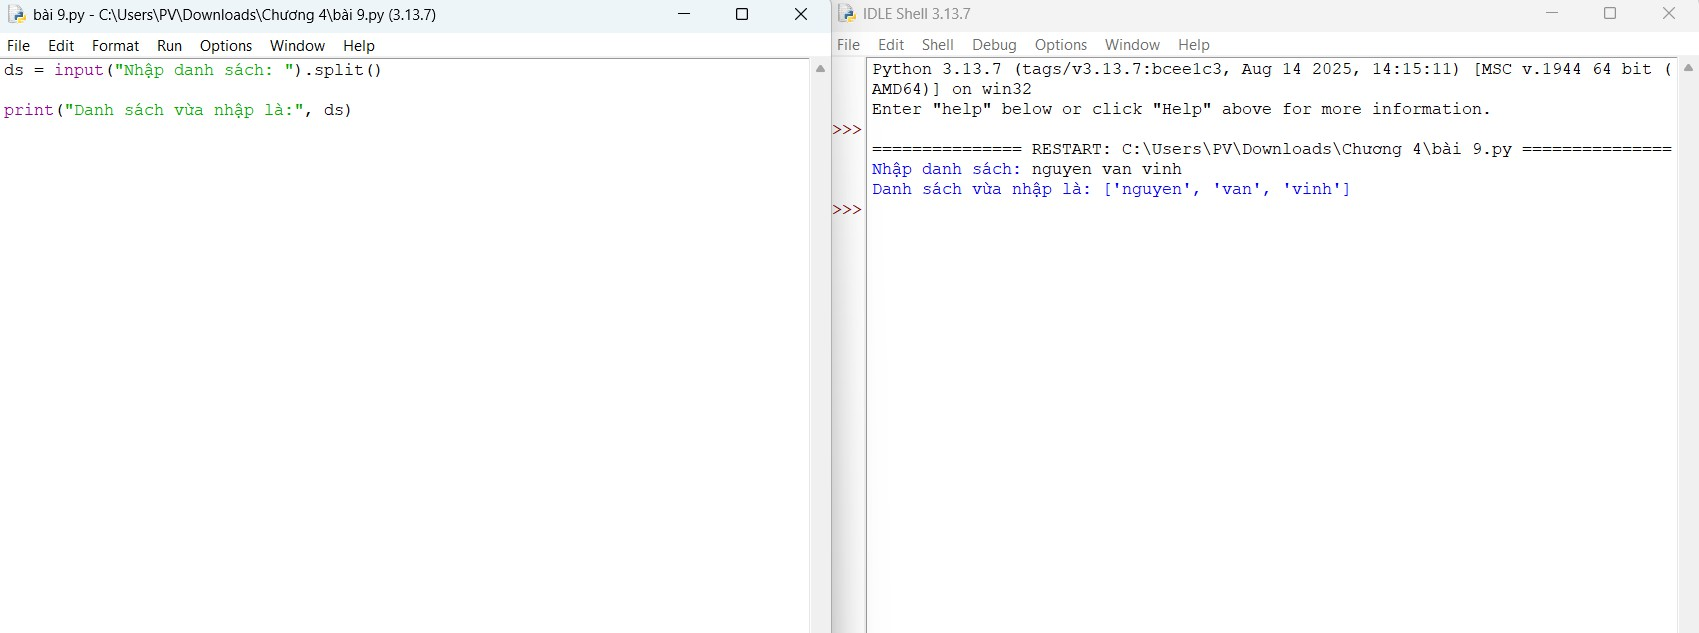 bài 9.py - C:\Users\PV\Downloads\Chương 4\bài 9.py (3.13.7)
File Edit Format Run Options Window Help
ds = input("Nhập danh sách: ").split()
print("Danh sách vừa nhập là:", ds)
IDLE Shell 3.13.7
File Edit Shell Debug Options Window Help
Python 3.13.7 (tags/v3.13.7:bcee1c3, Aug 14 2025, 14:15:11) [MSC v.1944 64 bit (
AMD64)] on win32
Enter "help" below or click "Help" above for more information.
>>>
=============== RESTART: C:\Users\PV\Downloads\Chương 4\bài 9.py ===============
Nhập danh sách: nguyen van vinh
Danh sách vừa nhập là: ['nguyen', 'van', 'vinh']
>>>